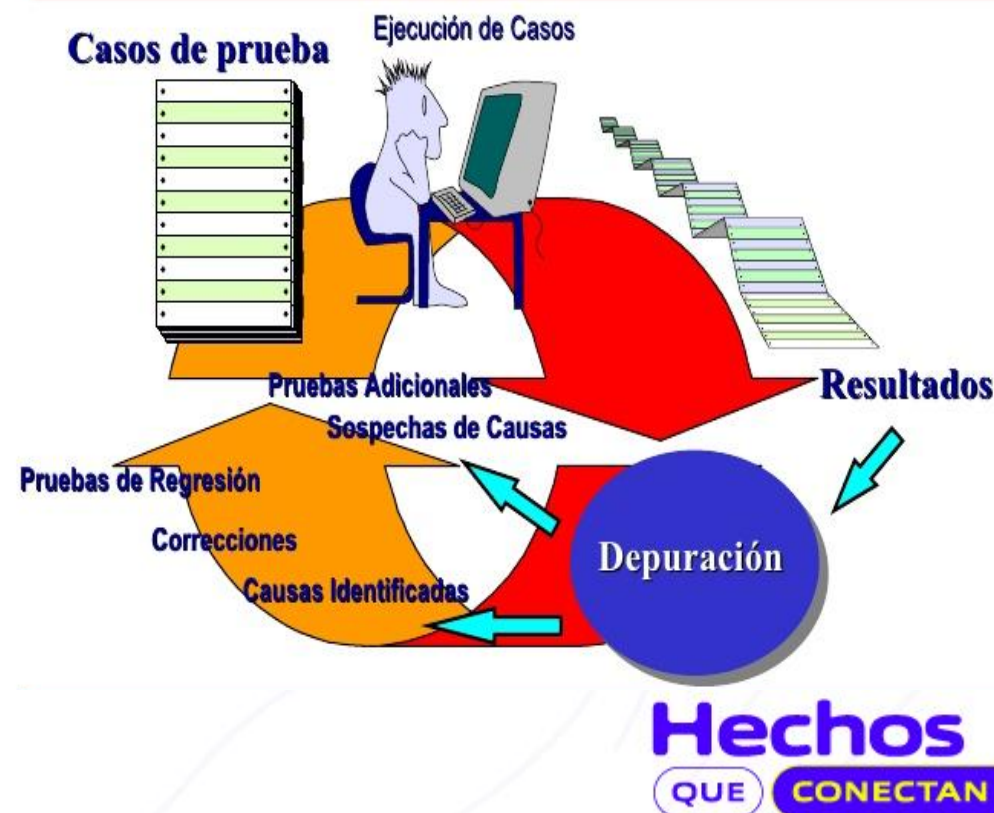 Ejecución de Casos
Casos de prueba
Resultados
Pruebas Adicionales
Sospechas de Causas
Pruebas de Regresión
Correcciones
Causas Identificadas
Depuración
Hechos
QUE CONECTAN